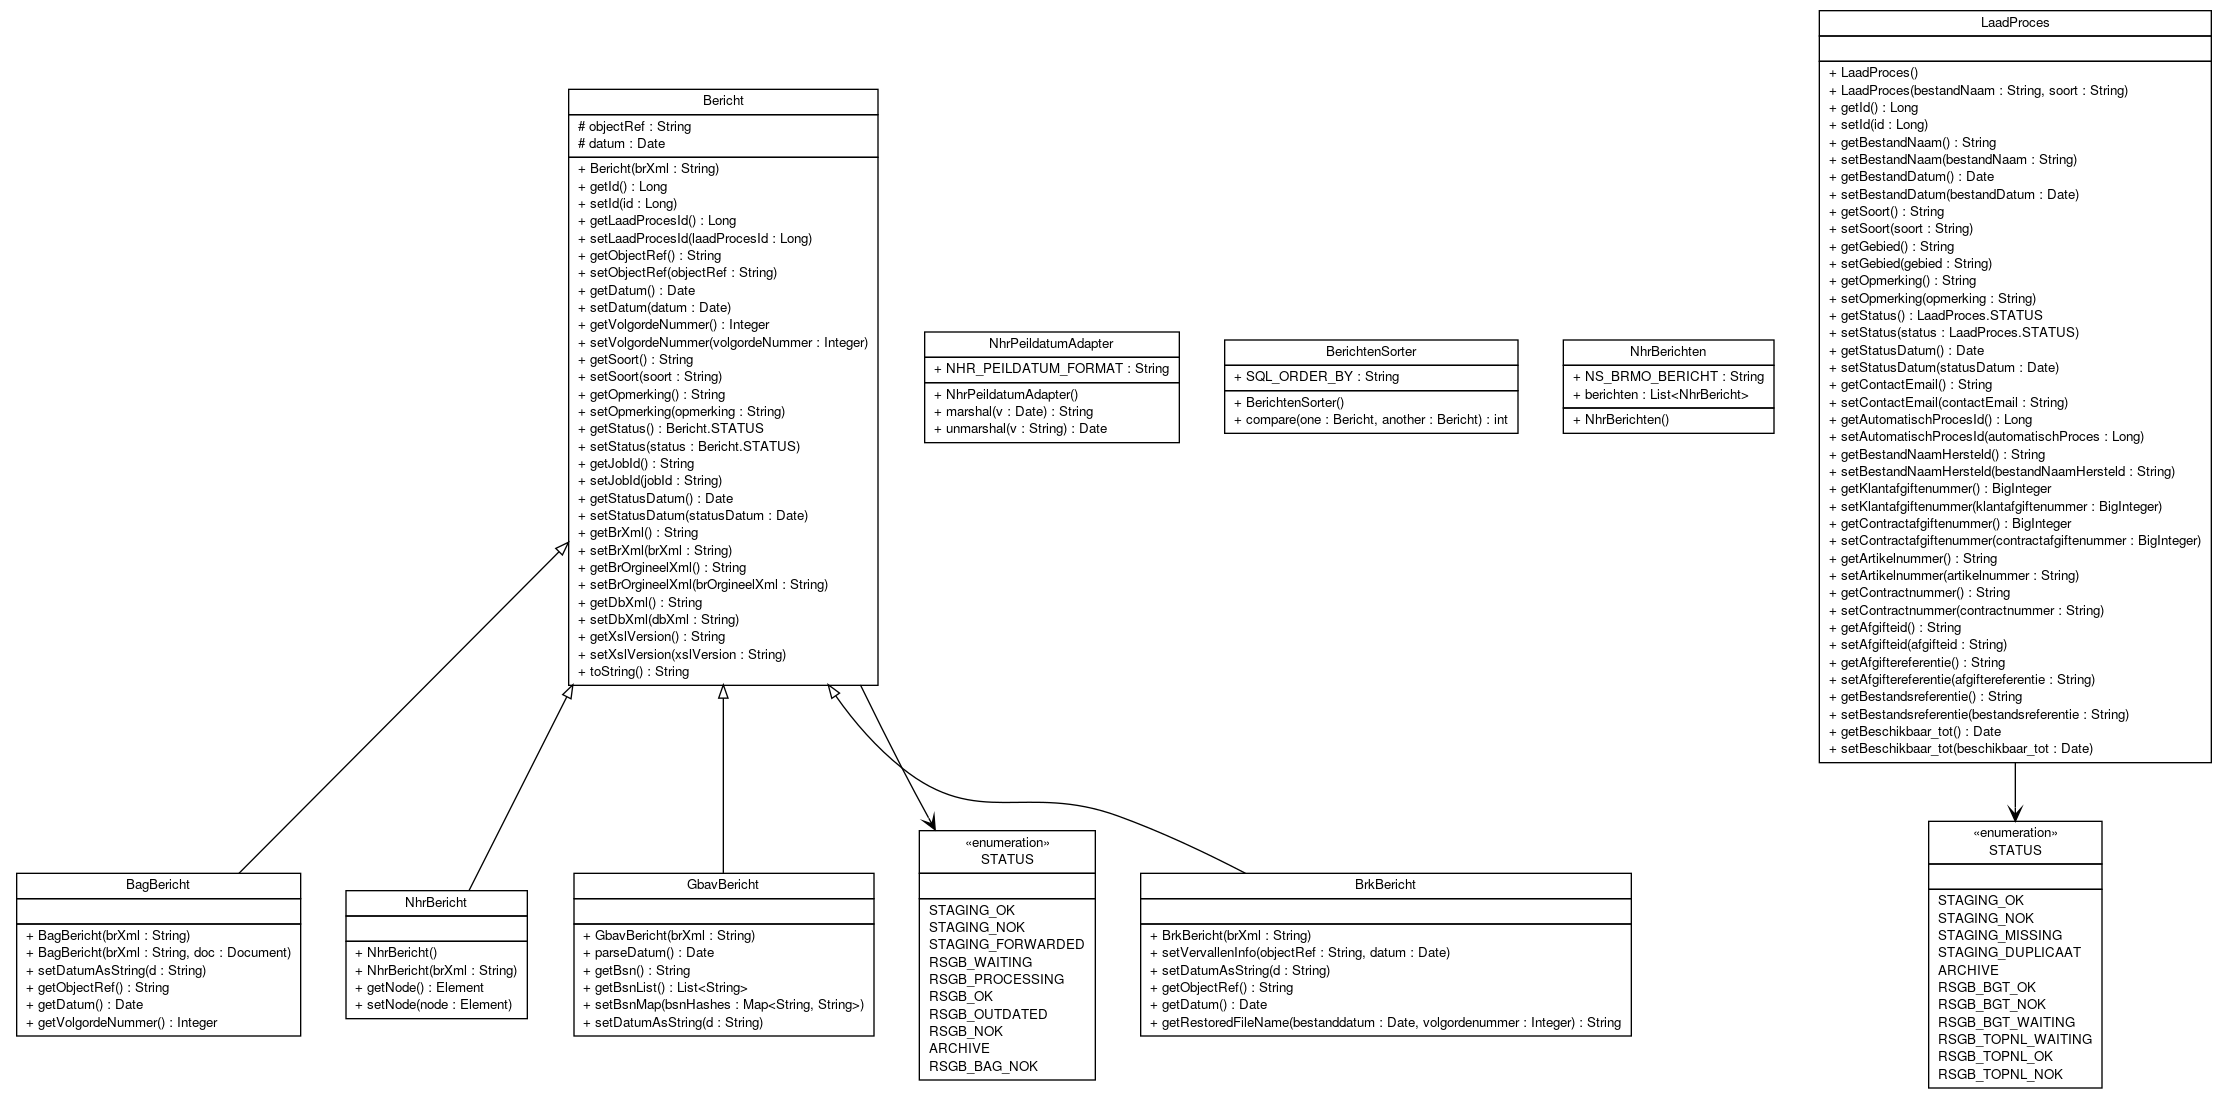 Bericht
# objectRef : String
# datum : Date
+ Bericht(brXml : String)
+ getId() : Long
+ setId(id : Long)
+ getLaadProcesId() : Long
+ setLaadProcesId(laadProcesId : Long)
+ getObjectRef() : String
+ setObjectRef(objectRef : String)
+ getDatum() : Date
+ setDatum(datum : Date)
+ getVolgordeNummer() : Integer
+ setVolgordeNummer(volgordeNummer : Integer)
+ getSoort() : String
+ setSoort(soort : String)
+ getOpmerking() : String
+ setOpmerking(opmerking : String)
+ getStatus() : Bericht.STATUS
+ setStatus(status : Bericht.STATUS)
+ getJobId() : String
+ setJobId(jobId : String)
+ getStatusDatum() : Date
+ setStatusDatum(statusDatum : Date)
+ getBrXml() : String
+ setBrXml(brXml : String)
+ getBrOrgineelXml() : String
+ setBrOrgineelXml(brOrgineelXml : String)
+ getDbXml() : String
+ setDbXml(dbXml : String)
+ getXslVersion() : String
+ setXslVersion(xslVersion : String)
+ toString() : String
NhrPeildatumAdapter
+ NHR_PEILDATUM_FORMAT : String
+ NhrPeildatumAdapter()
+ marshal(v : Date) : String
+ unmarshal(v : String) : Date
BerichtenSorter
+ SQL_ORDER_BY : String
+ BerichtenSorter()
+ compare(one : Bericht, another : Bericht) : int
NhrBerichten
+ NS_BRMO_BERICHT : String
+ berichten : List<NhrBericht>
+ NhrBerichten()
LaadProces
+ LaadProces()
+ LaadProces(bestandNaam : String, soort : String)
+ getId() : Long
+ setId(id : Long)
+ getBestandNaam() : String
+ setBestandNaam(bestandNaam : String)
+ getBestandDatum() : Date
+ setBestandDatum(bestandDatum : Date)
+ getSoort() : String
+ setSoort(soort : String)
+ getGebied() : String
+ setGebied(gebied : String)
+ getOpmerking() : String
+ setOpmerking(opmerking : String)
+ getStatus() : LaadProces.STATUS
+ setStatus(status : LaadProces.STATUS)
+ getStatusDatum() : Date
+ setStatusDatum(statusDatum : Date)
+ getContactEmail() : String
+ setContactEmail(contactEmail : String)
+ getAutomatischProcesId() : Long
+ setAutomatischProcesId(automatischProces : Long)
+ getBestandNaamHersteld() : String
+ setBestandNaamHersteld(bestandNaamHersteld : String)
+ getKlantafgiftenummer() : BigInteger
+ setKlantafgiftenummer(klantafgiftenummer : BigInteger)
+ getContractafgiftenummer() : BigInteger
+ setContractafgiftenummer(contractafgiftenummer : BigInteger)
+ getArtikelnummer() : String
+ setArtikelnummer(artikelnummer : String)
+ getContractnummer() : String
+ setContractnummer(contractnummer : String)
+ getAfgifteid() : String
+ setAfgifteid(afgifteid : String)
+ getAfgiftereferentie() : String
+ setAfgiftereferentie(afgiftereferentie : String)
+ getBestandsreferentie() : String
+ setBestandsreferentie(bestandsreferentie : String)
+ getBeschikbaar_tot() : Date
+ setBeschikbaar_tot(beschikbaar_tot : Date)
BagBericht
+ BagBericht(brXml : String)
+ BagBericht(brXml : String, doc : Document)
+ setDatumAsString(d : String)
+ getObjectRef() : String
+ getDatum() : Date
+ getVolgordeNummer() : Integer
NhrBericht
+ NhrBericht()
+ NhrBericht(brXml : String)
+ getNode() : Element
+ setNode(node : Element)
GbavBericht
+ GbavBericht(brXml : String)
+ parseDatum() : Date
+ getBsn() : String
+ getBsnList() : List<String>
+ setBsnMap(bsnHashes : Map<String, String>)
+ setDatumAsString(d : String)
«enumeration»
STATUS
STAGING_OK
STAGING_NOK
STAGING_FORWARDED
RSGB_WAITING
RSGB_PROCESSING
RSGB_OK
RSGB_OUTDATED
RSGB_NOK
ARCHIVE
RSGB_BAG_NOK
BrkBericht
+ BrkBericht(brXml : String)
+ setVervallenInfo(objectRef : String, datum : Date)
+ setDatumAsString(d : String)
+ getObjectRef() : String
+ getDatum() : Date
+ getRestoredFileName(bestanddatum : Date, volgordenummer : Integer) : String
«enumeration»
STATUS
STAGING_OK
STAGING_NOK
STAGING_MISSING
STAGING_DUPLICAAT
ARCHIVE
RSGB_BGT_OK
RSGB_BGT_NOK
RSGB_BGT_WAITING
RSGB_TOPNL_WAITING
RSGB_TOPNL_OK
RSGB_TOPNL_NOK